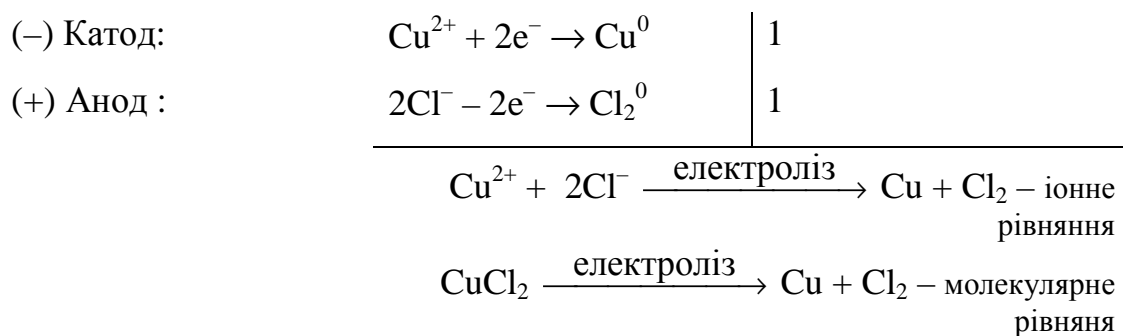 (–) Катод: Cu²⁺ + 2e⁻ → Cu⁰ | 1
(+) Анод : 2Cl⁻ – 2e⁻ → Cl₂⁰ | 1
Cu²⁺ + 2Cl⁻ електроліз → Cu + Cl₂ – іонне
рівняння
CuCl₂ електроліз → Cu + Cl₂ – молекулярне
рівняня